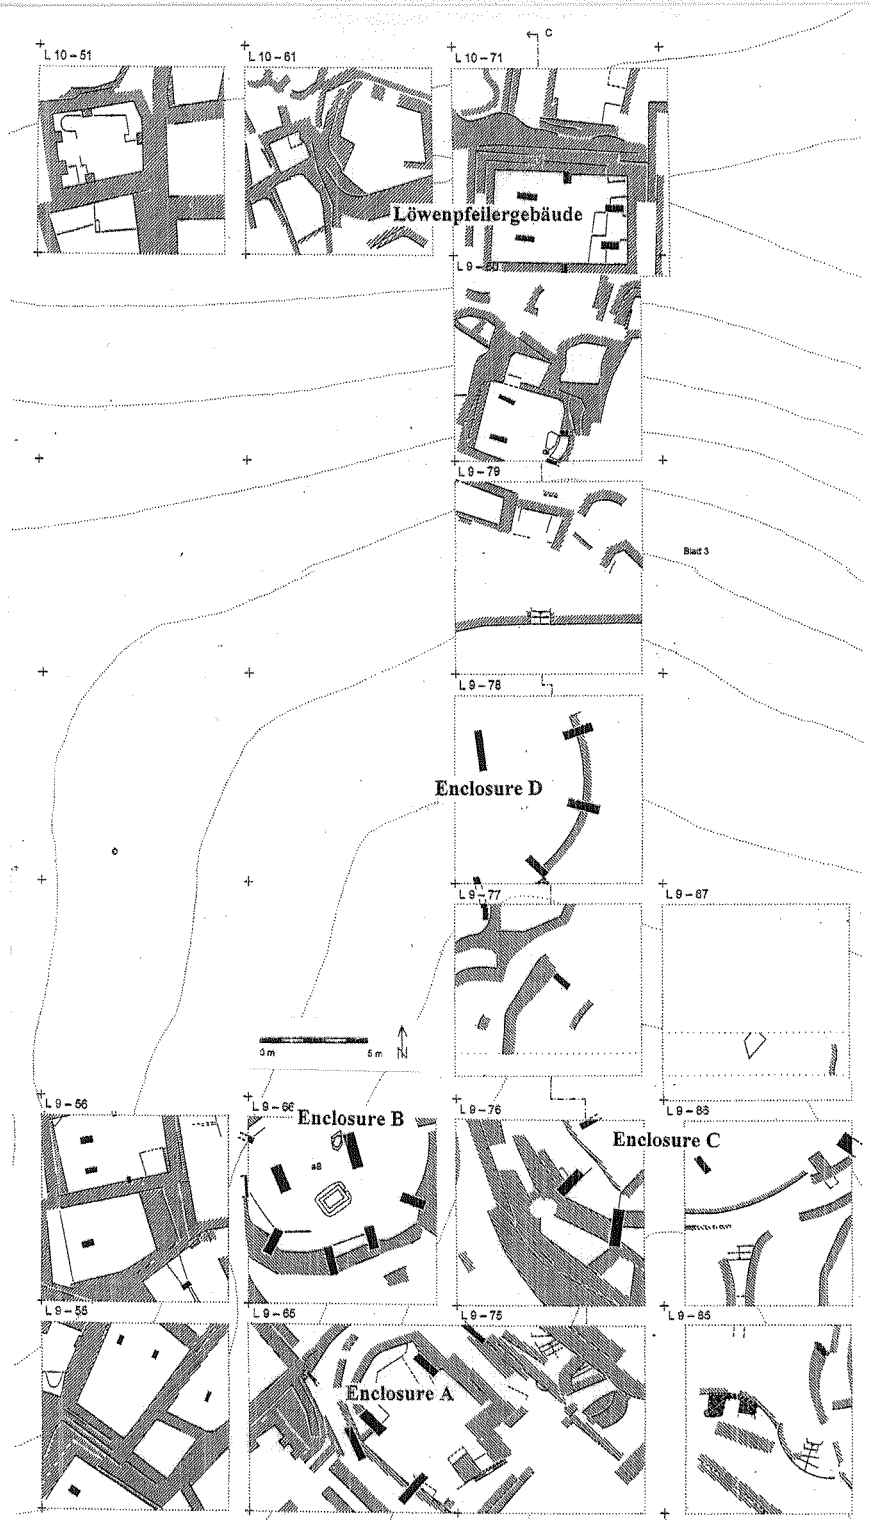 C
L 10 – 51
L 10 – 61
L 10 – 71
Löwenpfeilergebäude
L 9 – 80
L 9 – 79
Blatt 3
L 9 – 78
Enclosure D
L 9 – 77
L 9 – 87
0 m
5 m
N
L 9 – 56
L 9 – 66
Enclosure B
L 9 – 76
L 9 – 86
Enclosure C
L 9 – 55
L 9 – 65
L 9 – 75
L 9 – 85
Enclosure A